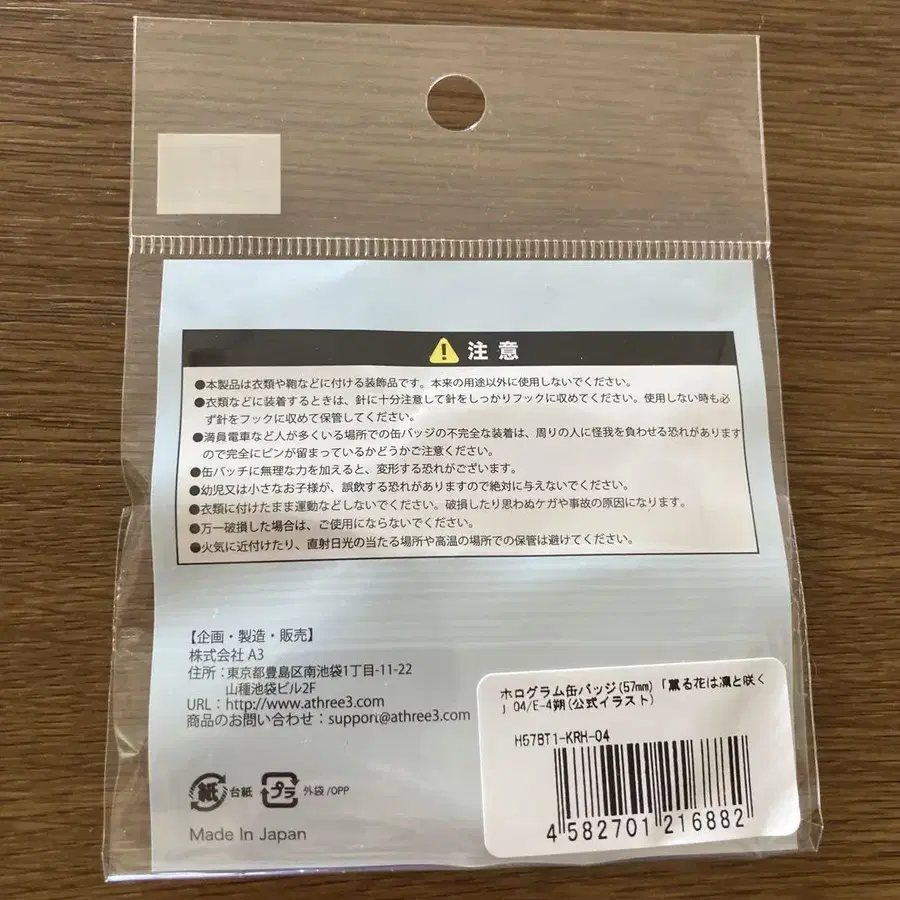 注意
●本製品は衣類や鞄などに付ける装飾品です。本来の用途以外に使用しないでください。
●衣類などに装着するときは、針に十分注意して針をしっかりフックに収めてください。使用しない時も必
ず針をフックに収めて保管してください。
●満員電車など人が多くいる場所での缶バッジの不完全な装着は、周りの人に怪我を負わせる恐れがあります
ので完全にピンが留まっているかどうかご注意ください。
●缶バッチに無理な力を加えると、変形する恐れがございます。
●幼児又は小さなお子様が、誤飲する恐れがありますので絶対に与えないでください。
●衣類に付けたまま運動などしないでください。破損したり思わぬケガや事故の原因になります。
●万一破損した場合は、ご使用にならないでください。
●火気に近付けたり、直射日光の当たる場所や高温の場所での保管は避けてください。
【企画・製造・販売】
株式会社 A3
住所：東京都豊島区南池袋1丁目-11-22
山種池袋ビル2F
URL：http://www.athree3.com
商品のお問い合わせ：support@athree3.com
紙 台紙 プラ 外袋/OPP
Made In Japan
ホログラム缶バッジ(57mm)「薫る花は凛と咲く
」04/E-4朔(公式イラスト)
H57BT1-KRH-04
4 582701 216882